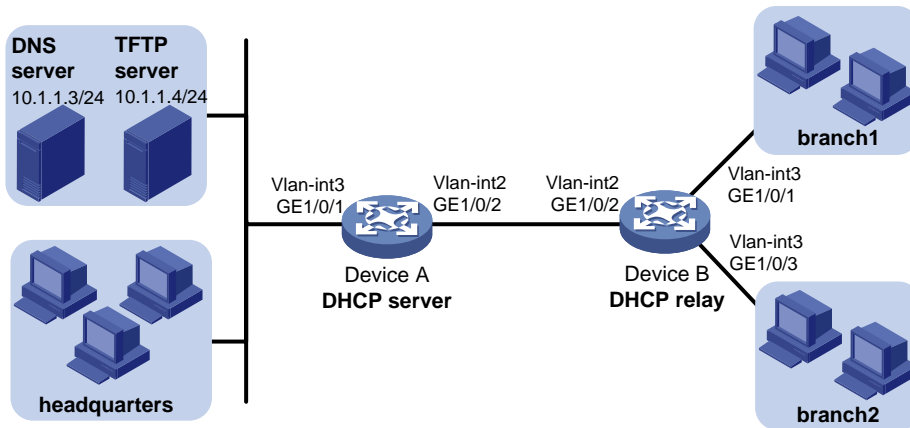 DNS server
10.1.1.3/24
TFTP server
10.1.1.4/24
headquarters
Vlan-int3
GE1/0/1
Device A
DHCP server
Vlan-int2
GE1/0/2
Vlan-int2
GE1/0/2
Device B
DHCP relay
Vlan-int3
GE1/0/1
branch1
Vlan-int3
GE1/0/3
branch2